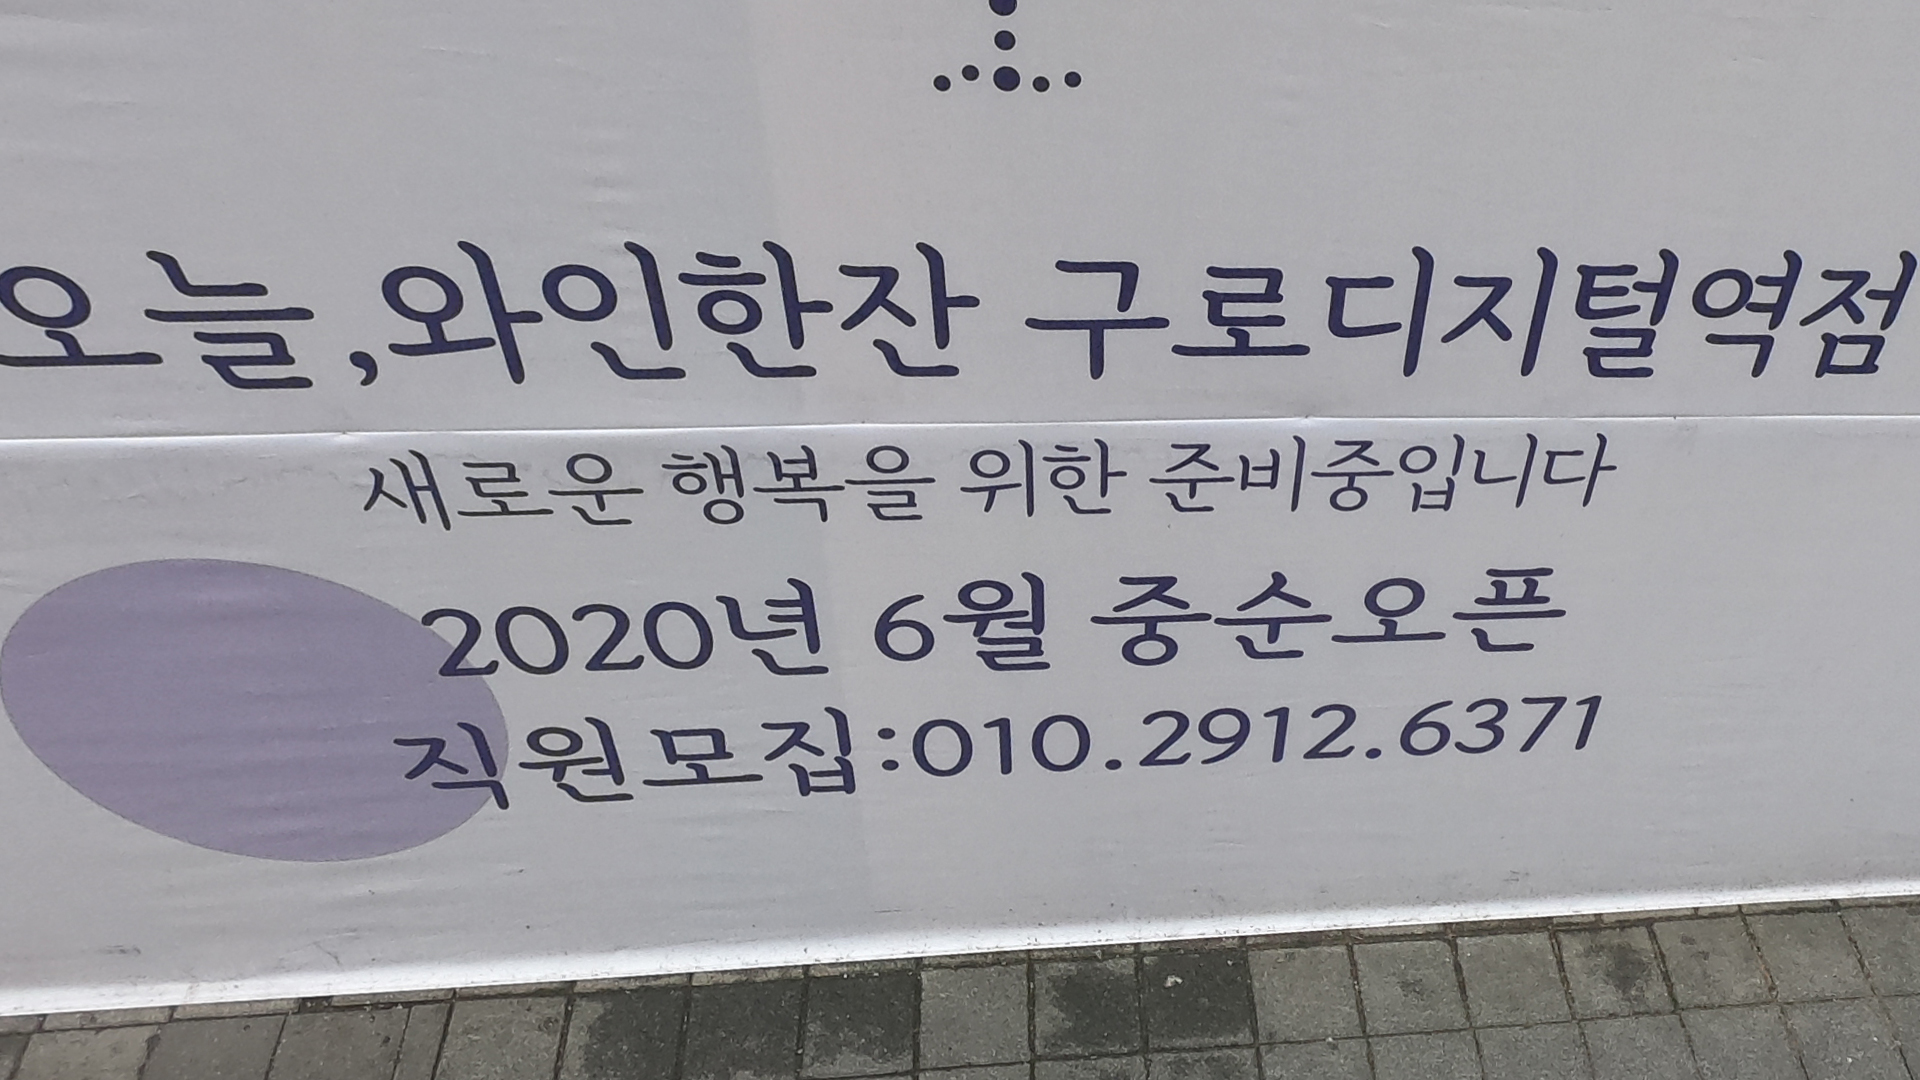 오늘,와인한잔 구로디지털역점
새로운 행복을 위한 준비중입니다
2020년 6월 중순오픈
직원모집:010.2912.6371